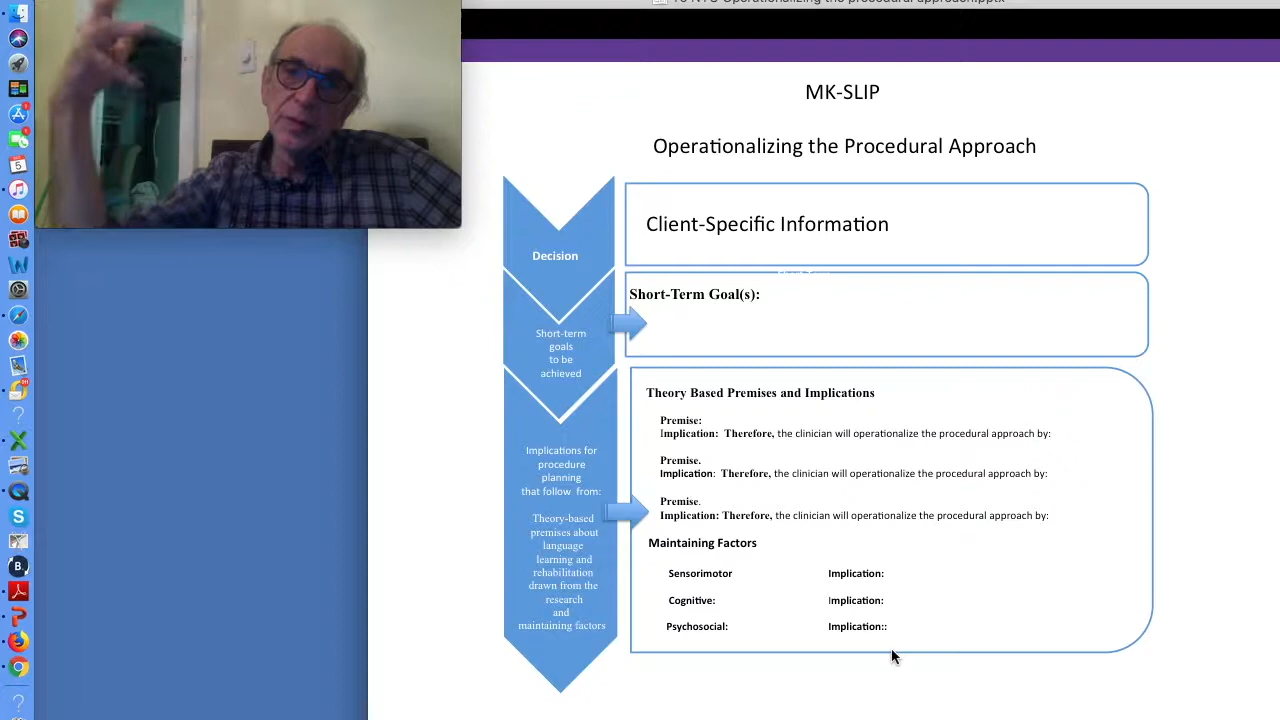 MK-SLIP
Operationalizing the Procedural Approach
Decision
Client-Specific Information
Short-Term Goal(s):
Short-term
goals
to be
achieved
Theory Based Premises and Implications
Premise:
Implication: Therefore, the clinician will operationalize the procedural approach by:
Premise.
Implication: Therefore, the clinician will operationalize the procedural approach by:
Premise.
Implication: Therefore, the clinician will operationalize the procedural approach by:
Implications for
procedure
planning
that follow from:
Theory-based
premises about
language
learning and
rehabilitation
drawn from the
research
and
maintaining factors
Maintaining Factors
Sensorimotor Implication:
Cognitive: Implication:
Psychosocial: Implication::